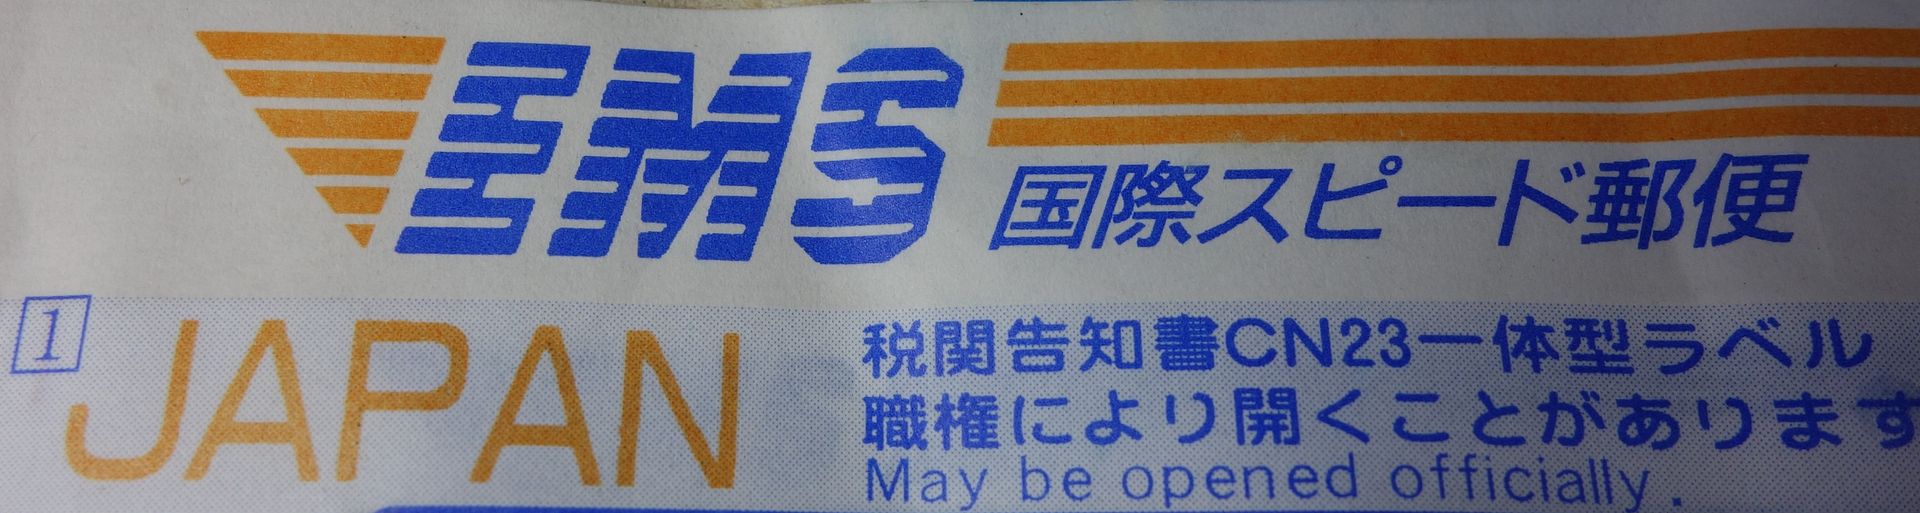 EMS
国際スピード郵便
1
JAPAN
税関告知書CN23一体型ラベル
職権により開くことがあります
May be opened officially.